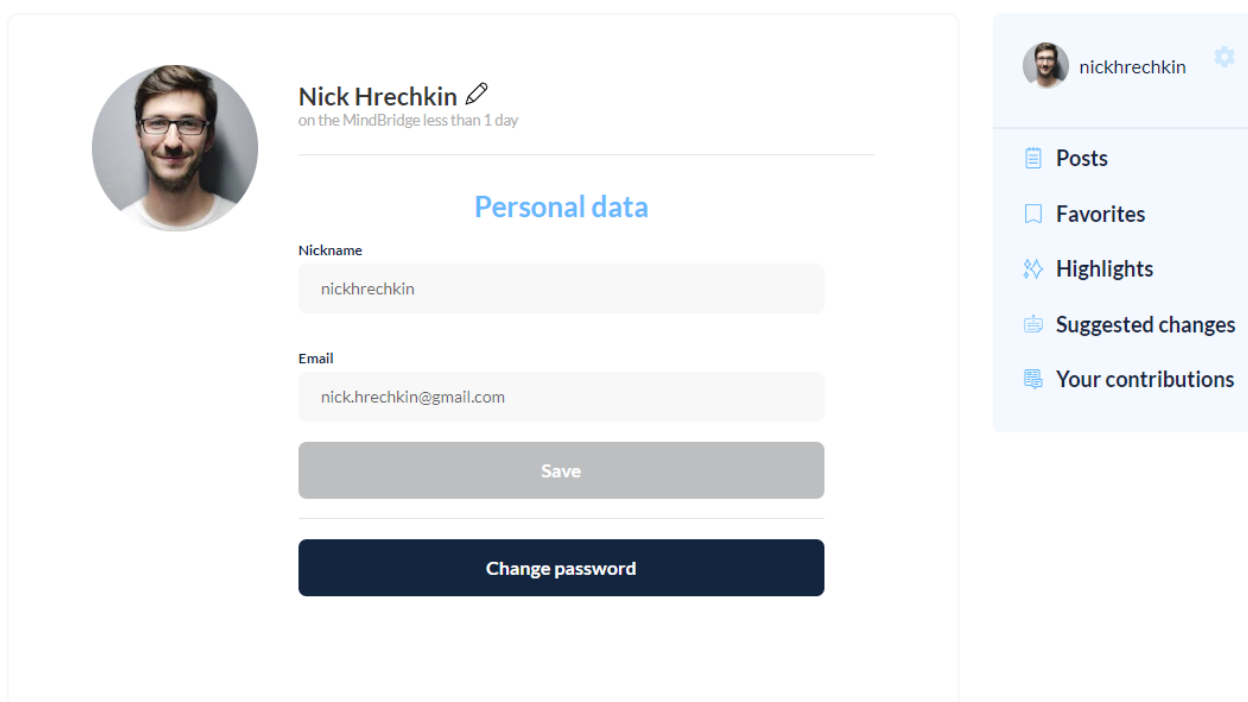 Nick Hrechkin
on the MindBridge less than 1 day
Personal data
Nickname
nickhrechkin
Email
nick.hrechkin@gmail.com
Save
Change password
nickhrechkin
Posts
Favorites
Highlights
Suggested changes
Your contributions